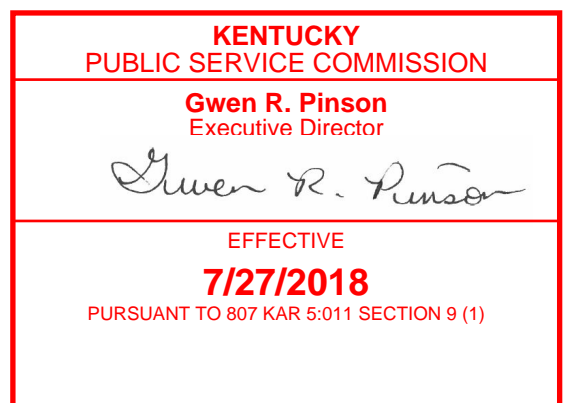 KENTUCKY
PUBLIC SERVICE COMMISSION
Gwen R. Pinson
Executive Director
Gwen R. Pinson
EFFECTIVE
7/27/2018
PURSUANT TO 807 KAR 5:011 SECTION 9 (1)